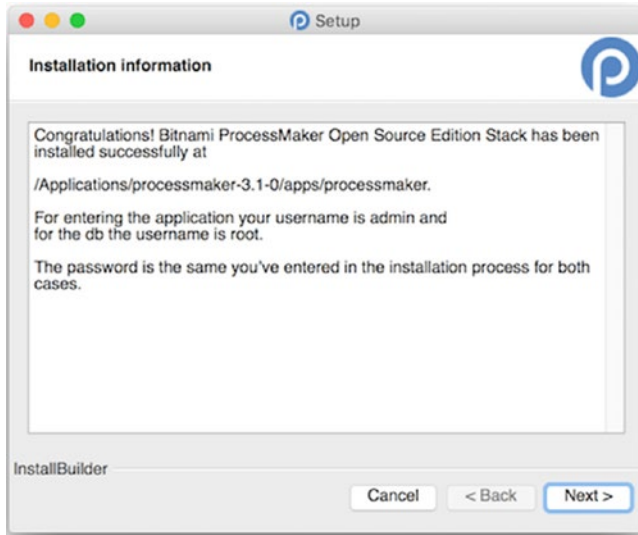 Setup
Installation information
Congratulations! Bitnami ProcessMaker Open Source Edition Stack has been
installed successfully at
/Applications/processmaker-3.1-0/apps/processmaker.
For entering the application your username is admin and
for the db the username is root.
The password is the same you've entered in the installation process for both
cases.
InstallBuilder
Cancel
< Back
Next >